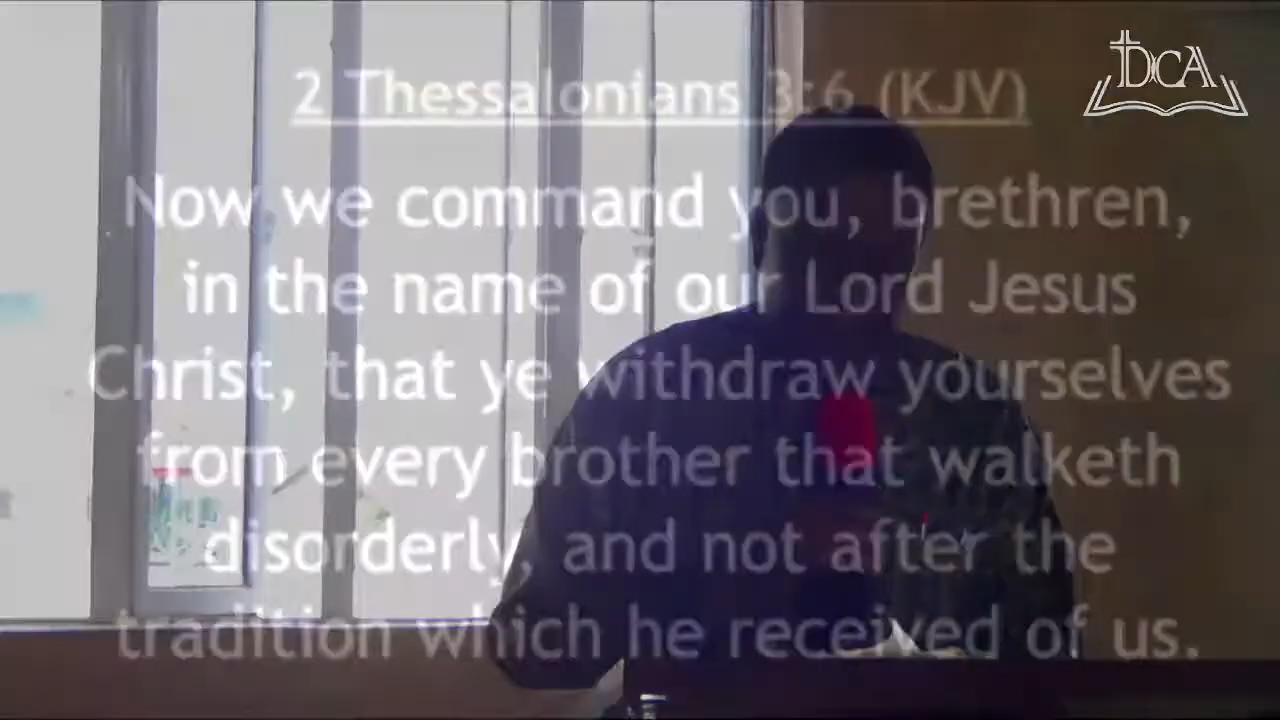 DCA
2 Thessalonians 3:6 (KJV)
Now we command you, brethren,
in the name of our Lord Jesus
Christ, that ye withdraw yourselves
from every brother that walketh
disorderly, and not after the
tradition which he received of us.